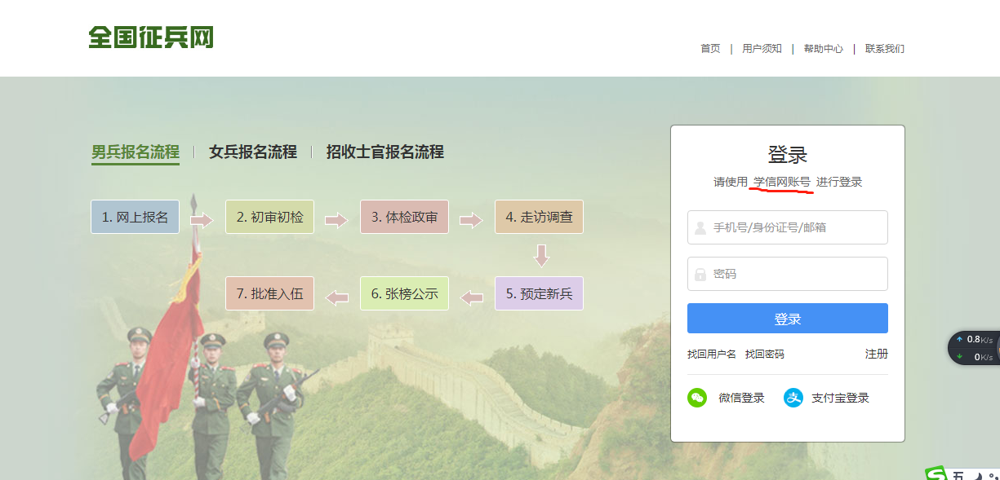 全国征兵网
首页 | 用户须知 | 帮助中心 | 联系我们
男兵报名流程 | 女兵报名流程 | 招收士官报名流程
1. 网上报名
2. 初审初检
3. 体检政审
4. 走访调查
5. 预定新兵
6. 张榜公示
7. 批准入伍
登录
请使用 学信网账号 进行登录
手机号/身份证号/邮箱
密码
登录
找回用户名 找回密码 注册
微信登录 支付宝登录
0.8K/s
0K/s
五